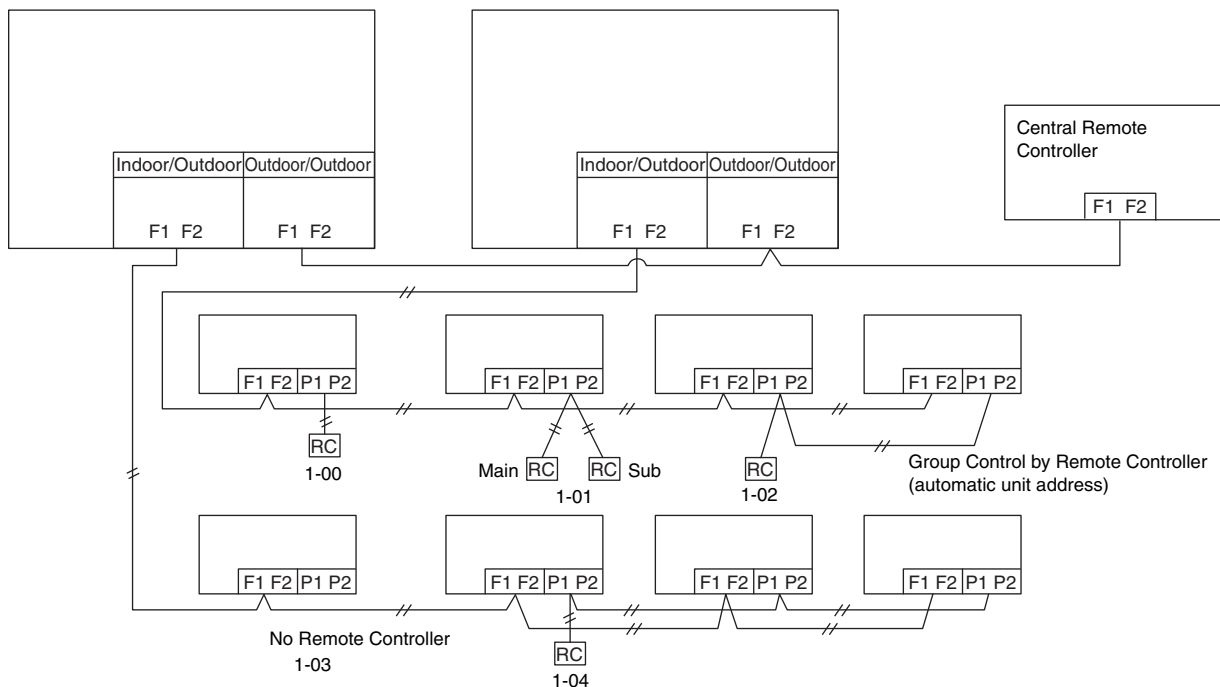 Indoor/Outdoor Outdoor/Outdoor
F1 F2 F1 F2
Indoor/Outdoor Outdoor/Outdoor
F1 F2 F1 F2
Central Remote
Controller
F1 F2
F1 F2 P1 P2
F1 F2 P1 P2
F1 F2 P1 P2
F1 F2 P1 P2
RC
1-00
Main RC RC Sub
1-01
RC
1-02
Group Control by Remote Controller
(automatic unit address)
F1 F2 P1 P2
F1 F2 P1 P2
F1 F2 P1 P2
F1 F2 P1 P2
No Remote Controller
1-03
RC
1-04